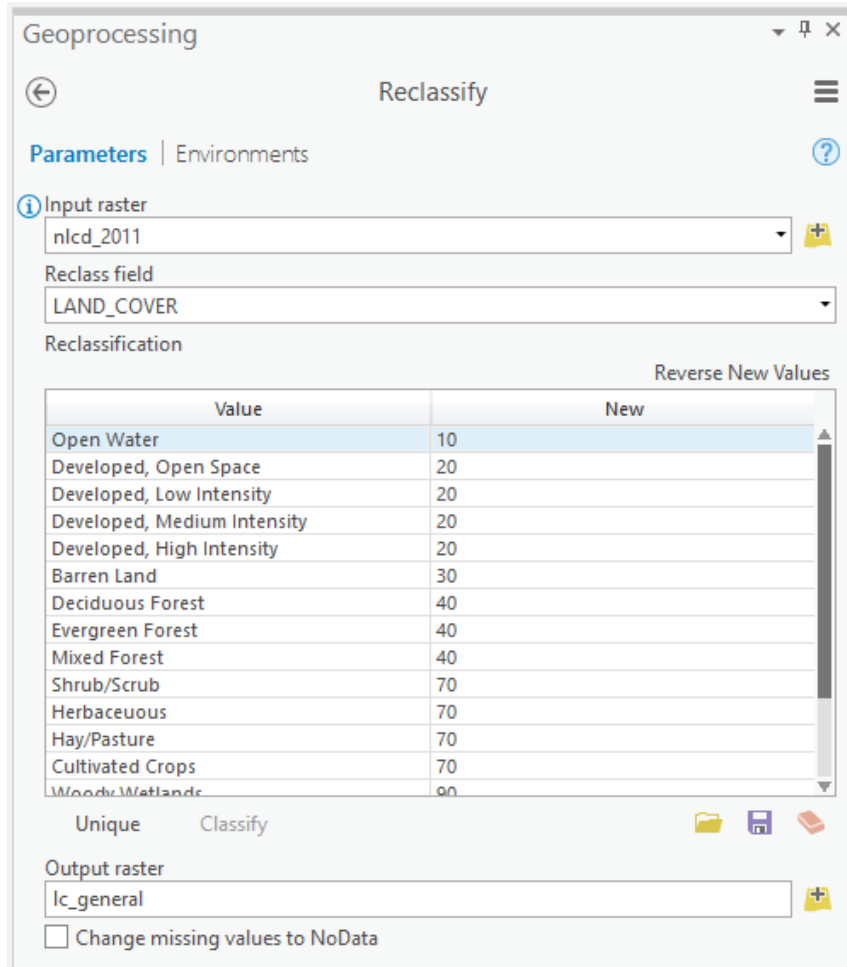 Geoprocessing
Reclassify
Parameters | Environments
Input raster
nlcd_2011
Reclass field
LAND_COVER
Reclassification
Reverse New Values
Value New
Open Water 10
Developed, Open Space 20
Developed, Low Intensity 20
Developed, Medium Intensity 20
Developed, High Intensity 20
Barren Land 30
Deciduous Forest 40
Evergreen Forest 40
Mixed Forest 40
Shrub/Scrub 70
Herbaceuous 70
Hay/Pasture 70
Cultivated Crops 70
Woody Wetlands 90
Unique Classify
Output raster
lc_general
Change missing values to NoData